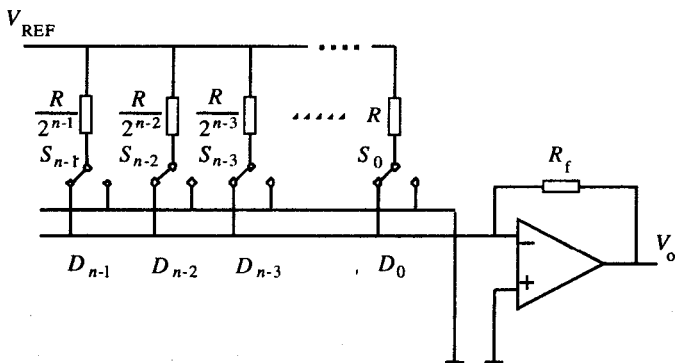 V_REF
R/2^{n-1} R/2^{n-2} R/2^{n-3} R
S_{n-1} S_{n-2} S_{n-3} S_0
R_f
− + V_o
D_{n-1} D_{n-2} D_{n-3} D_0